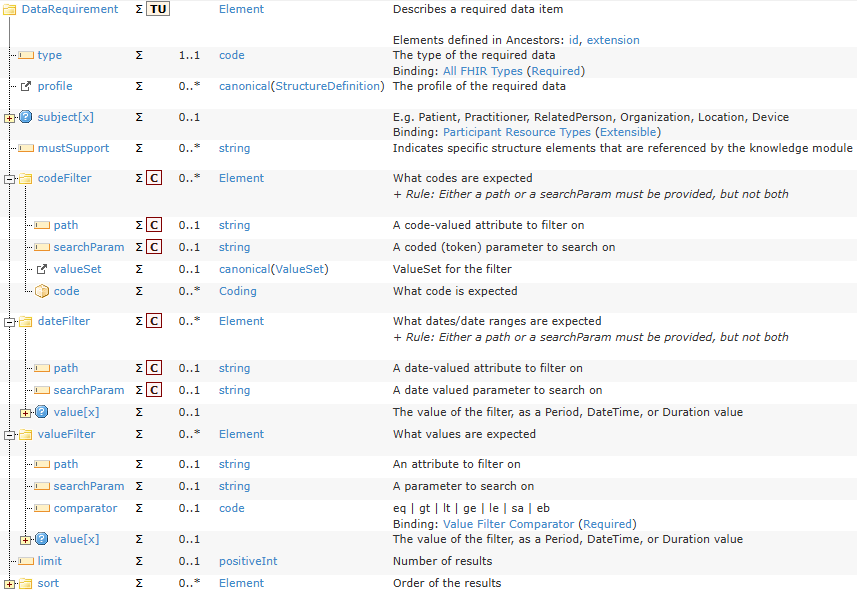 DataRequirement Σ TU Element Describes a required data item
Elements defined in Ancestors: id, extension
type Σ 1..1 code The type of the required data
Binding: All FHIR Types (Required)
profile Σ 0..* canonical(StructureDefinition) The profile of the required data
subject[x] Σ 0..1 E.g. Patient, Practitioner, RelatedPerson, Organization, Location, Device
Binding: Participant Resource Types (Extensible)
mustSupport Σ 0..* string Indicates specific structure elements that are referenced by the knowledge module
codeFilter Σ C 0..* Element What codes are expected
+ Rule: Either a path or a searchParam must be provided, but not both
path Σ C 0..1 string A code-valued attribute to filter on
searchParam Σ C 0..1 string A coded (token) parameter to search on
valueSet Σ 0..1 canonical(ValueSet) ValueSet for the filter
code Σ 0..* Coding What code is expected
dateFilter Σ C 0..* Element What dates/date ranges are expected
+ Rule: Either a path or a searchParam must be provided, but not both
path Σ C 0..1 string A date-valued attribute to filter on
searchParam Σ C 0..1 string A date valued parameter to search on
value[x] Σ 0..1 The value of the filter, as a Period, DateTime, or Duration value
valueFilter Σ 0..* Element What values are expected
path Σ 0..1 string An attribute to filter on
searchParam Σ 0..1 string A parameter to search on
comparator Σ 0..1 code eq | gt | lt | ge | le | sa | eb
Binding: Value Filter Comparator (Required)
value[x] Σ 0..1 The value of the filter, as a Period, DateTime, or Duration value
limit Σ 0..1 positiveInt Number of results
sort Σ 0..* Element Order of the results